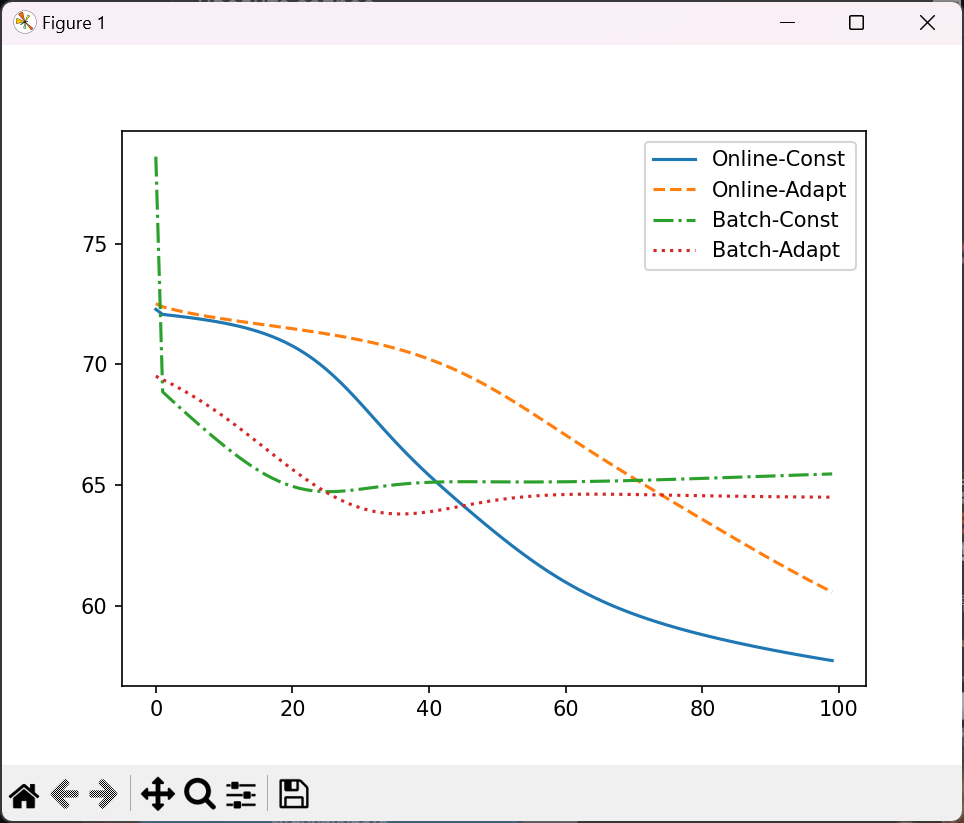 Figure 1
Online-Const
Online-Adapt
Batch-Const
Batch-Adapt
75
70
65
60
0 20 40 60 80 100